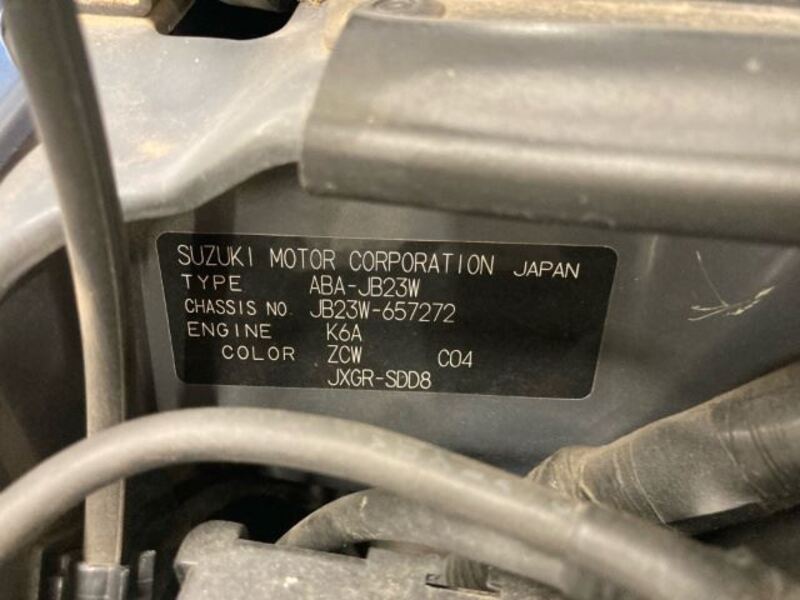 SUZUKI MOTOR CORPORATION JAPAN
TYPE ABA-JB23W
CHASSIS NO JB23W-657272
ENGINE K6A
COLOR ZCW C04
JXGR-SDD8